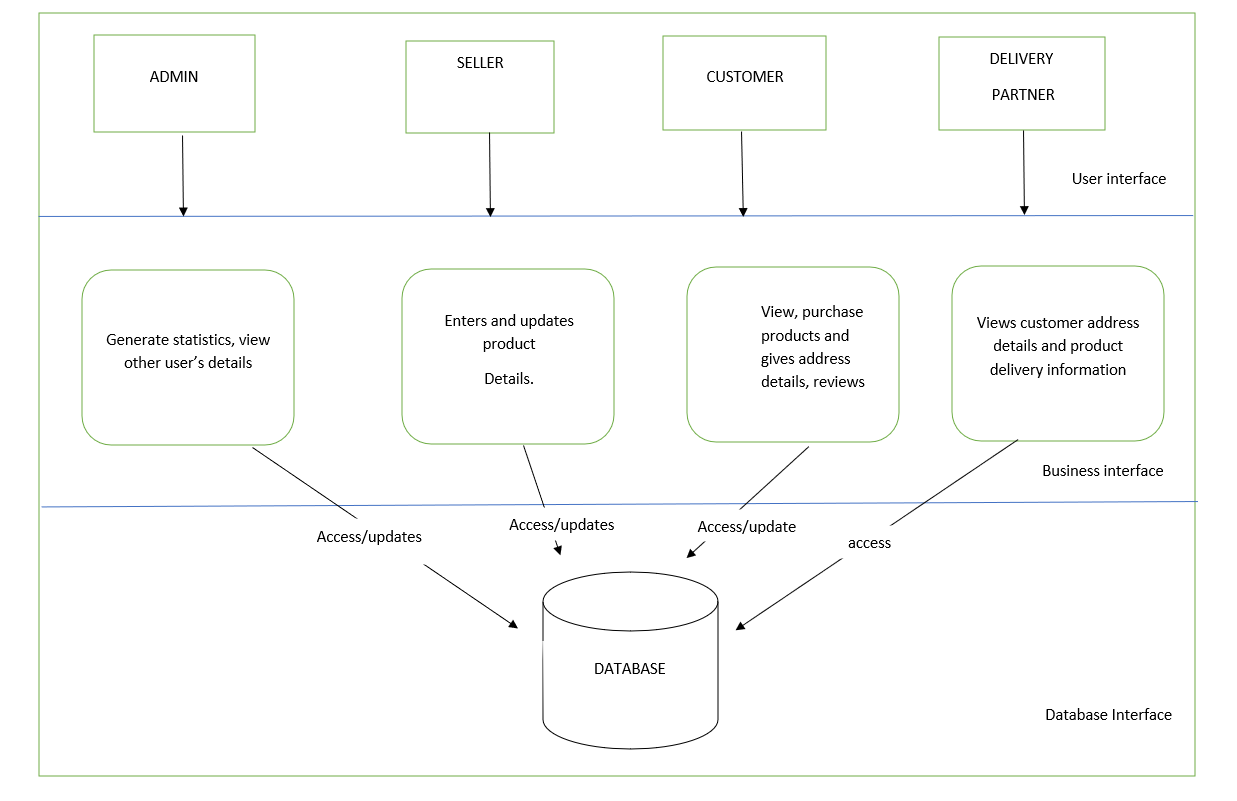 ADMIN
SELLER
CUSTOMER
DELIVERY
PARTNER
User interface
Generate statistics, view
other user’s details
Enters and updates
product
Details.
View, purchase
products and
gives address
details, reviews
Views customer address
details and product
delivery information
Business interface
Access/updates
Access/updates
Access/update
access
DATABASE
Database Interface